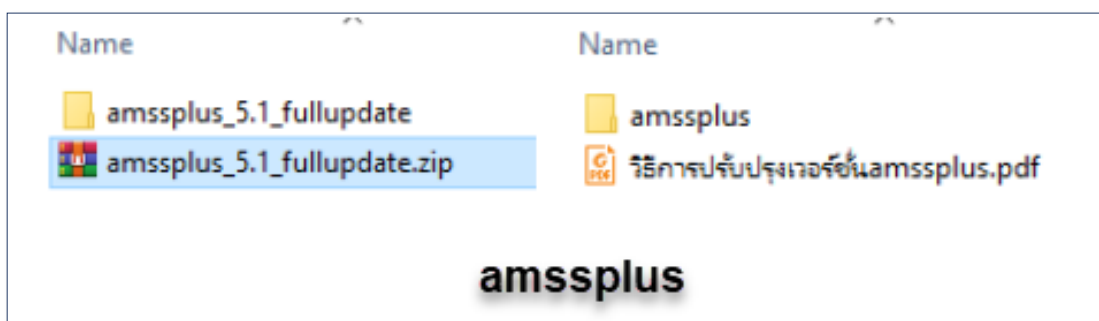 Name
amssplus_5.1_fullupdate
amssplus_5.1_fullupdate.zip
Name
amssplus
วิธีการปรับปรุงเวอร์ชั่นamssplus.pdf
amssplus